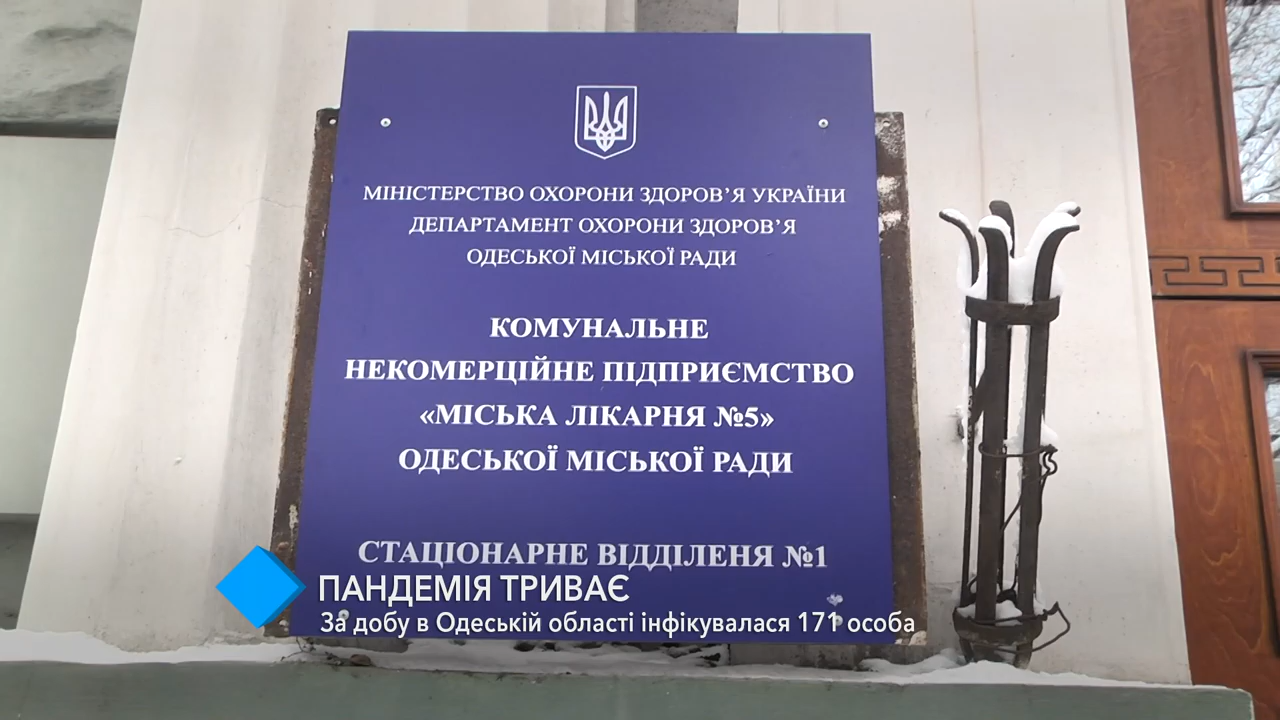 МІНІСТЕРСТВО ОХОРОНИ ЗДОРОВ’Я УКРАЇНИ
ДЕПАРТАМЕНТ ОХОРОНИ ЗДОРОВ’Я
ОДЕСЬКОЇ МІСЬКОЇ РАДИ
КОМУНАЛЬНЕ
НЕКОМЕРЦІЙНЕ ПІДПРИЄМСТВО
«МІСЬКА ЛІКАРНЯ №5»
ОДЕСЬКОЇ МІСЬКОЇ РАДИ
СТАЦІОНАРНЕ ВІДДІЛЕНЯ №1
ПАНДЕМІЯ ТРИВАЄ
За добу в Одеській області інфікувалася 171 особа